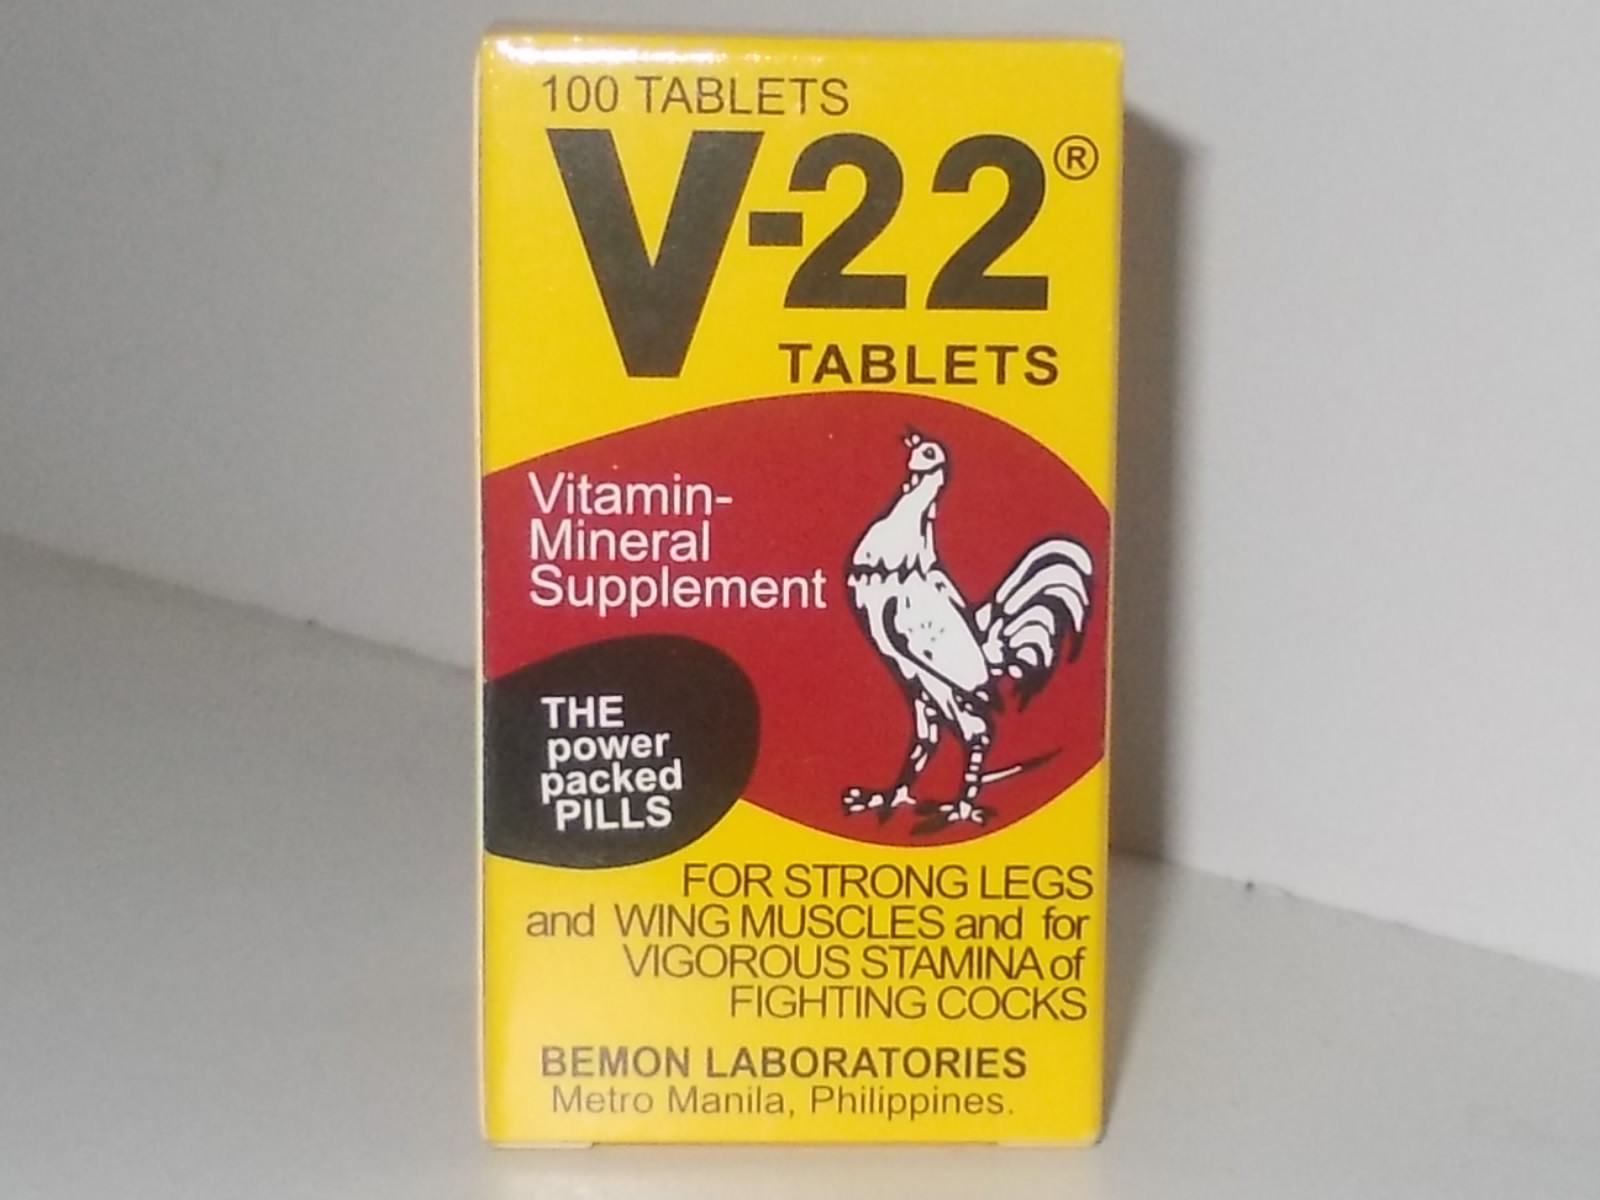 100 TABLETS
V-22®
TABLETS
Vitamin-
Mineral
Supplement
THE
power
packed
PILLS
FOR STRONG LEGS
and WING MUSCLES and for
VIGOROUS STAMINA of
FIGHTING COCKS
BEMON LABORATORIES
Metro Manila, Philippines.